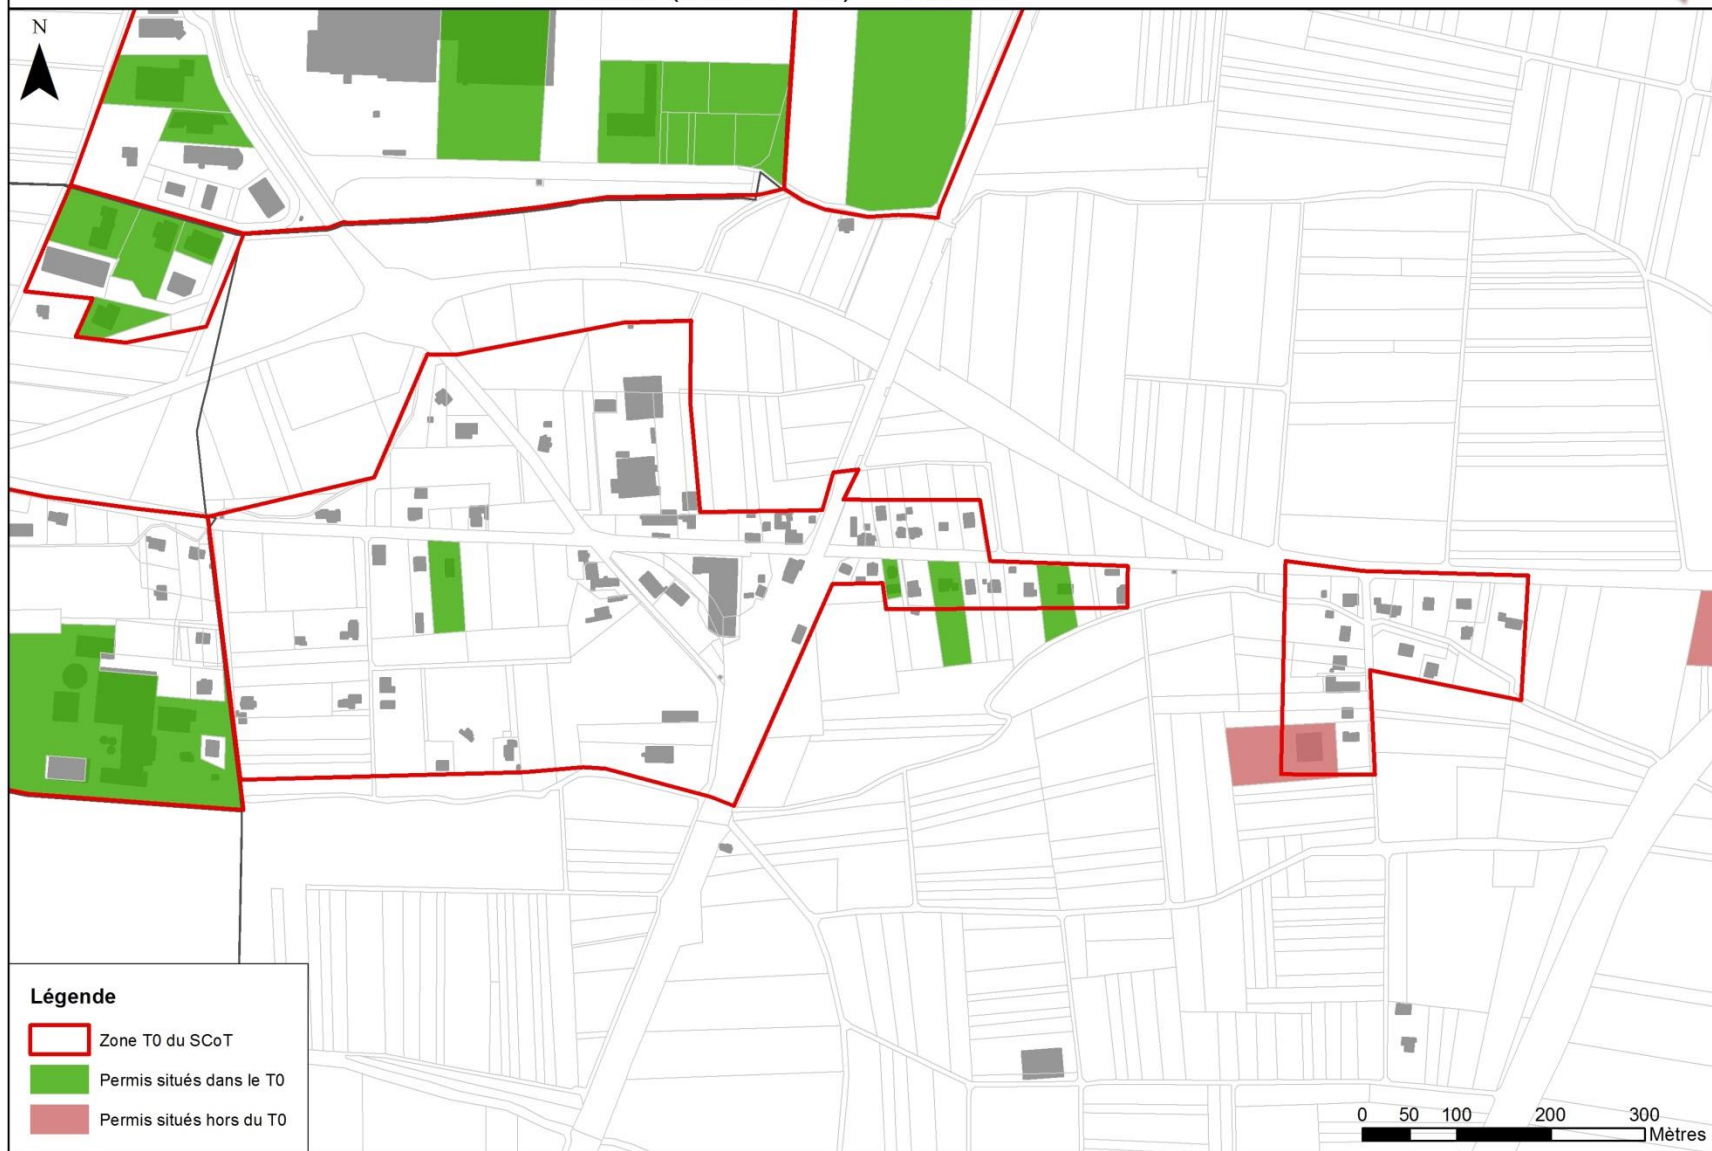 N
Légende
Zone T0 du SCoT
Permis situés dans le T0
Permis situés hors du T0
0 50 100 200 300
Mètres